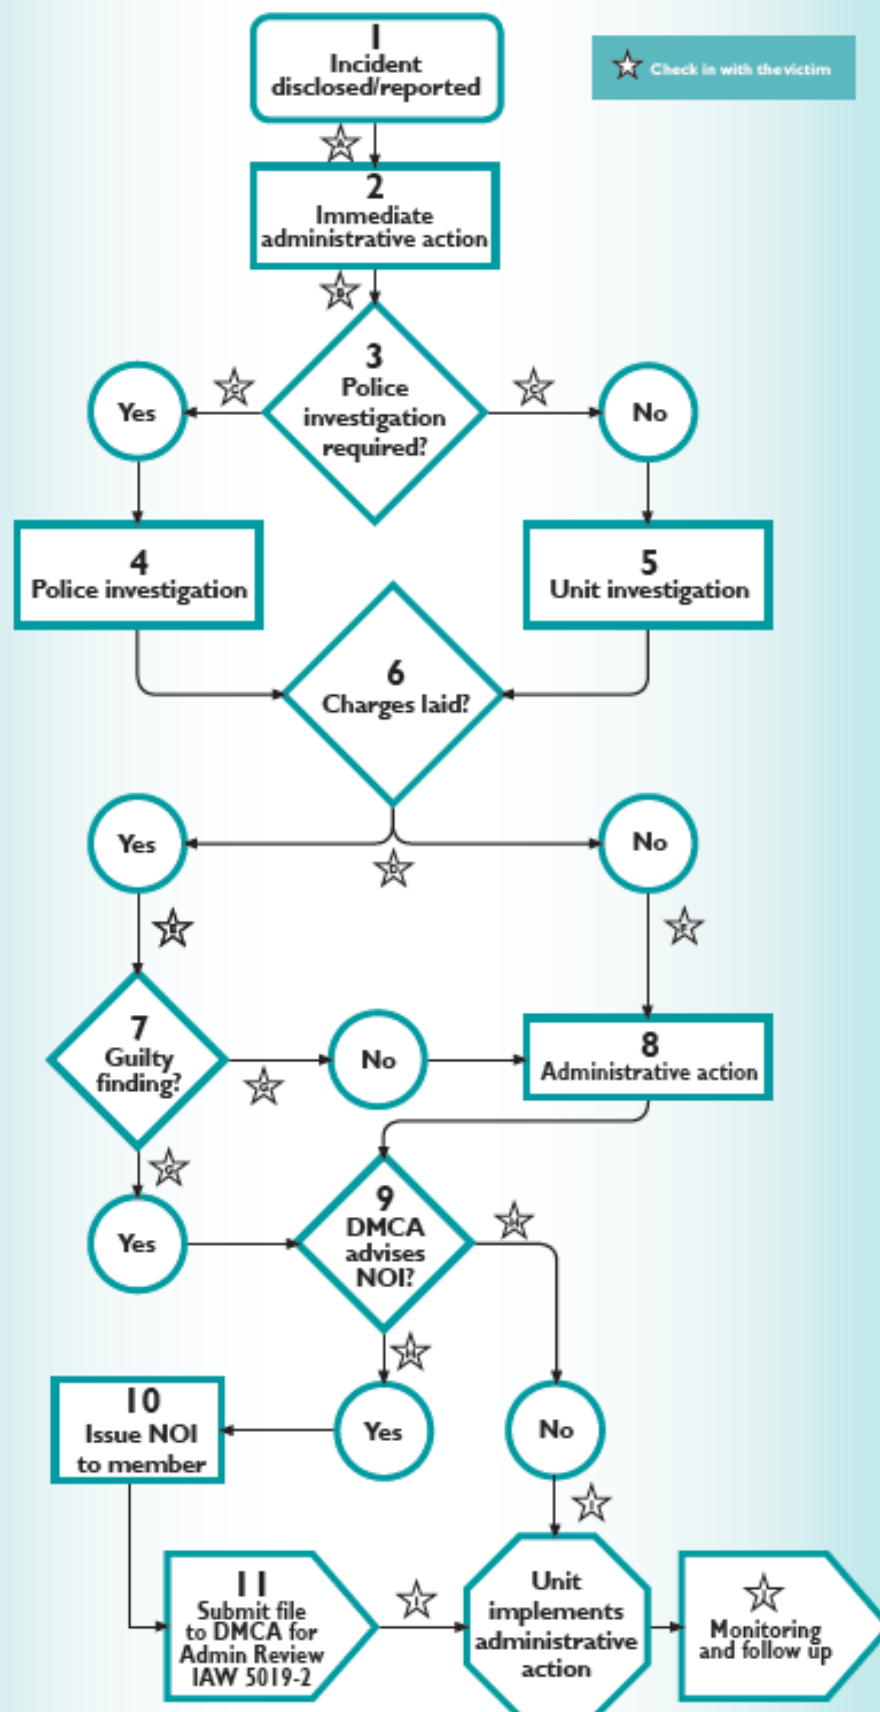 1
Incident
disclosed/reported
Check in with the victim
A
2
Immediate
administrative action
B
3
Police
investigation
required?
C
C
Yes
No
4
Police investigation
5
Unit investigation
6
Charges laid?
Yes
No
D
E
F
7
Guilty
finding?
No
8
Administrative action
G
G
Yes
9
DMCA
advises
NOI?
H
H
10
Issue NOI
to member
Yes
No
I
11
Submit file
to DMCA for
Admin Review
IAW 5019-2
I
Unit
implements
administrative
action
J
Monitoring
and follow up